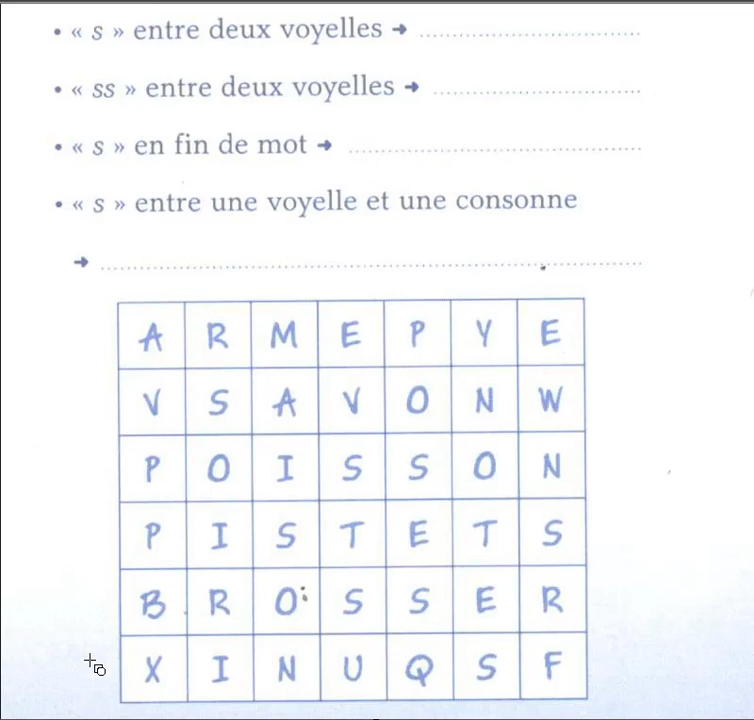 • « s » entre deux voyelles → ..............................
• « ss » entre deux voyelles → ..............................
• « s » en fin de mot → ..............................
• « s » entre une voyelle et une consonne
→ ..............................
A R M E P Y E
V S A V O N W
P O I S S O N
P I S T E T S
B R O S S E R
X I N U Q S F